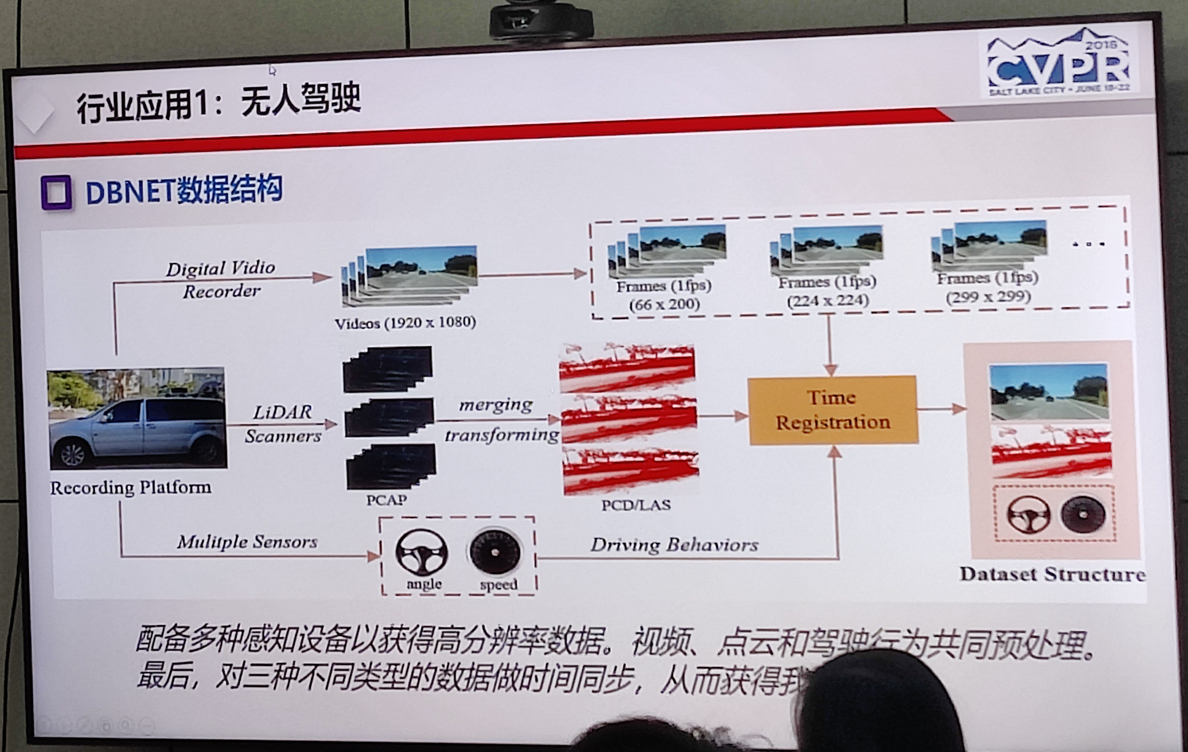 行业应用1：无人驾驶
2018
CVPR
SALT LAKE CITY • JUNE 18-22
DBNET数据结构
Digital Vidio
Recorder
Videos (1920 x 1080)
Frames (1fps)
(66 x 200)
Frames (1fps)
(224 x 224)
Frames (1fps)
(299 x 299)
Recording Platform
LiDAR
Scanners
PCAP
merging
transforming
PCD/LAS
Time
Registration
Mulitple Sensors
angle
speed
Driving Behaviors
Dataset Structure
配备多种感知设备以获得高分辨率数据。视频、点云和驾驶行为共同预处理。
最后，对三种不同类型的数据做时间同步，从而获得我